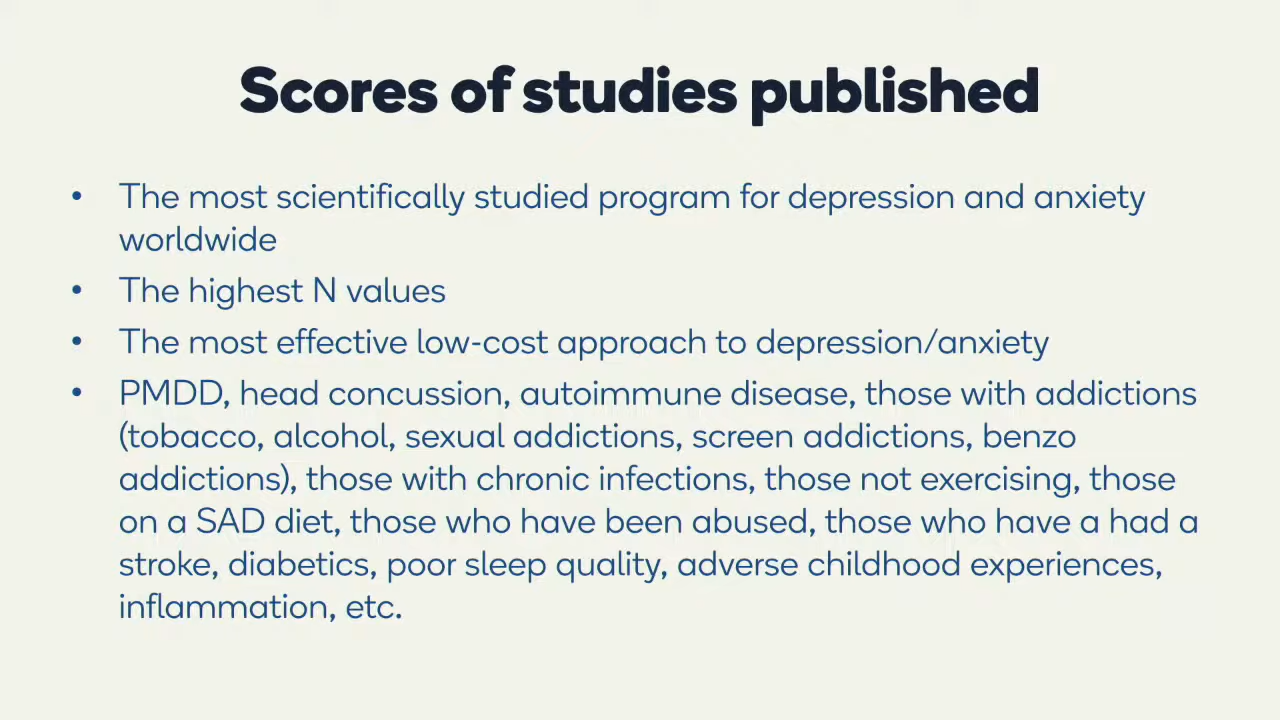 Scores of studies published
• The most scientifically studied program for depression and anxiety
worldwide
• The highest N values
• The most effective low-cost approach to depression/anxiety
• PMDD, head concussion, autoimmune disease, those with addictions
(tobacco, alcohol, sexual addictions, screen addictions, benzo
addictions), those with chronic infections, those not exercising, those
on a SAD diet, those who have been abused, those who have a had a
stroke, diabetics, poor sleep quality, adverse childhood experiences,
inflammation, etc.